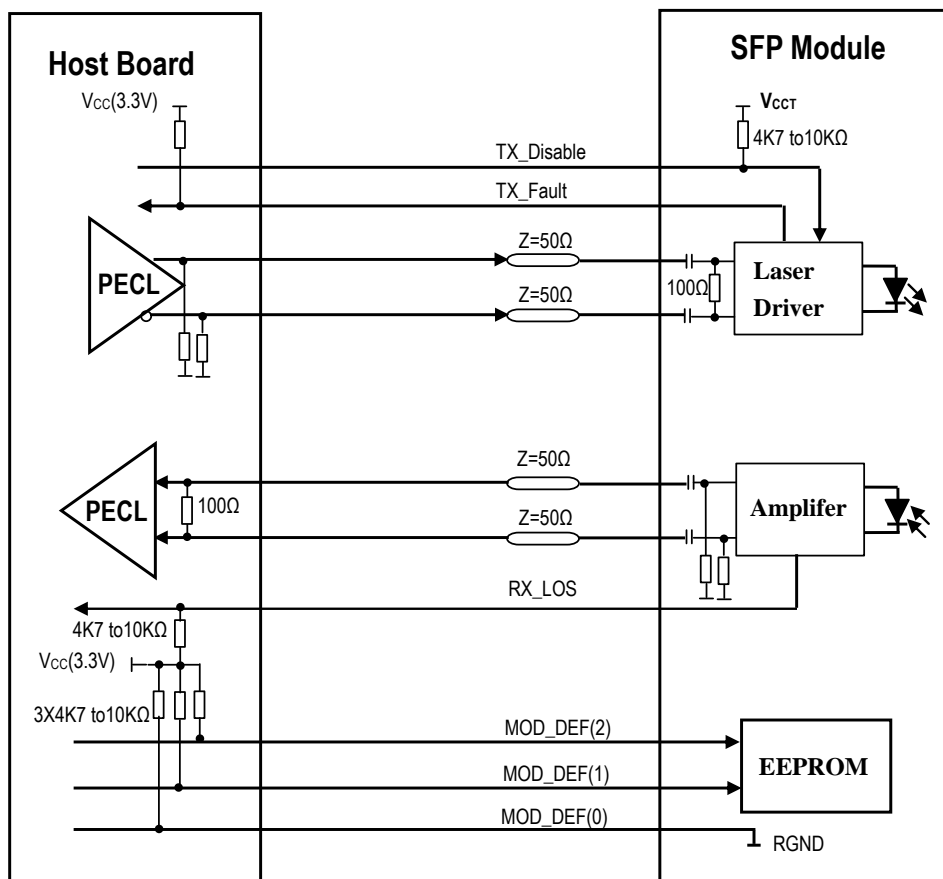 Host Board
SFP Module
VCC(3.3V)
VCCT
4K7 to10KΩ
TX_Disable
TX_Fault
PECL
Z=50Ω
Z=50Ω
100Ω
Laser
Driver
PECL
100Ω
Z=50Ω
Z=50Ω
Amplifer
RX_LOS
4K7 to10KΩ
VCC(3.3V)
3X4K7 to10KΩ
MOD_DEF(2)
MOD_DEF(1)
EEPROM
MOD_DEF(0)
RGND